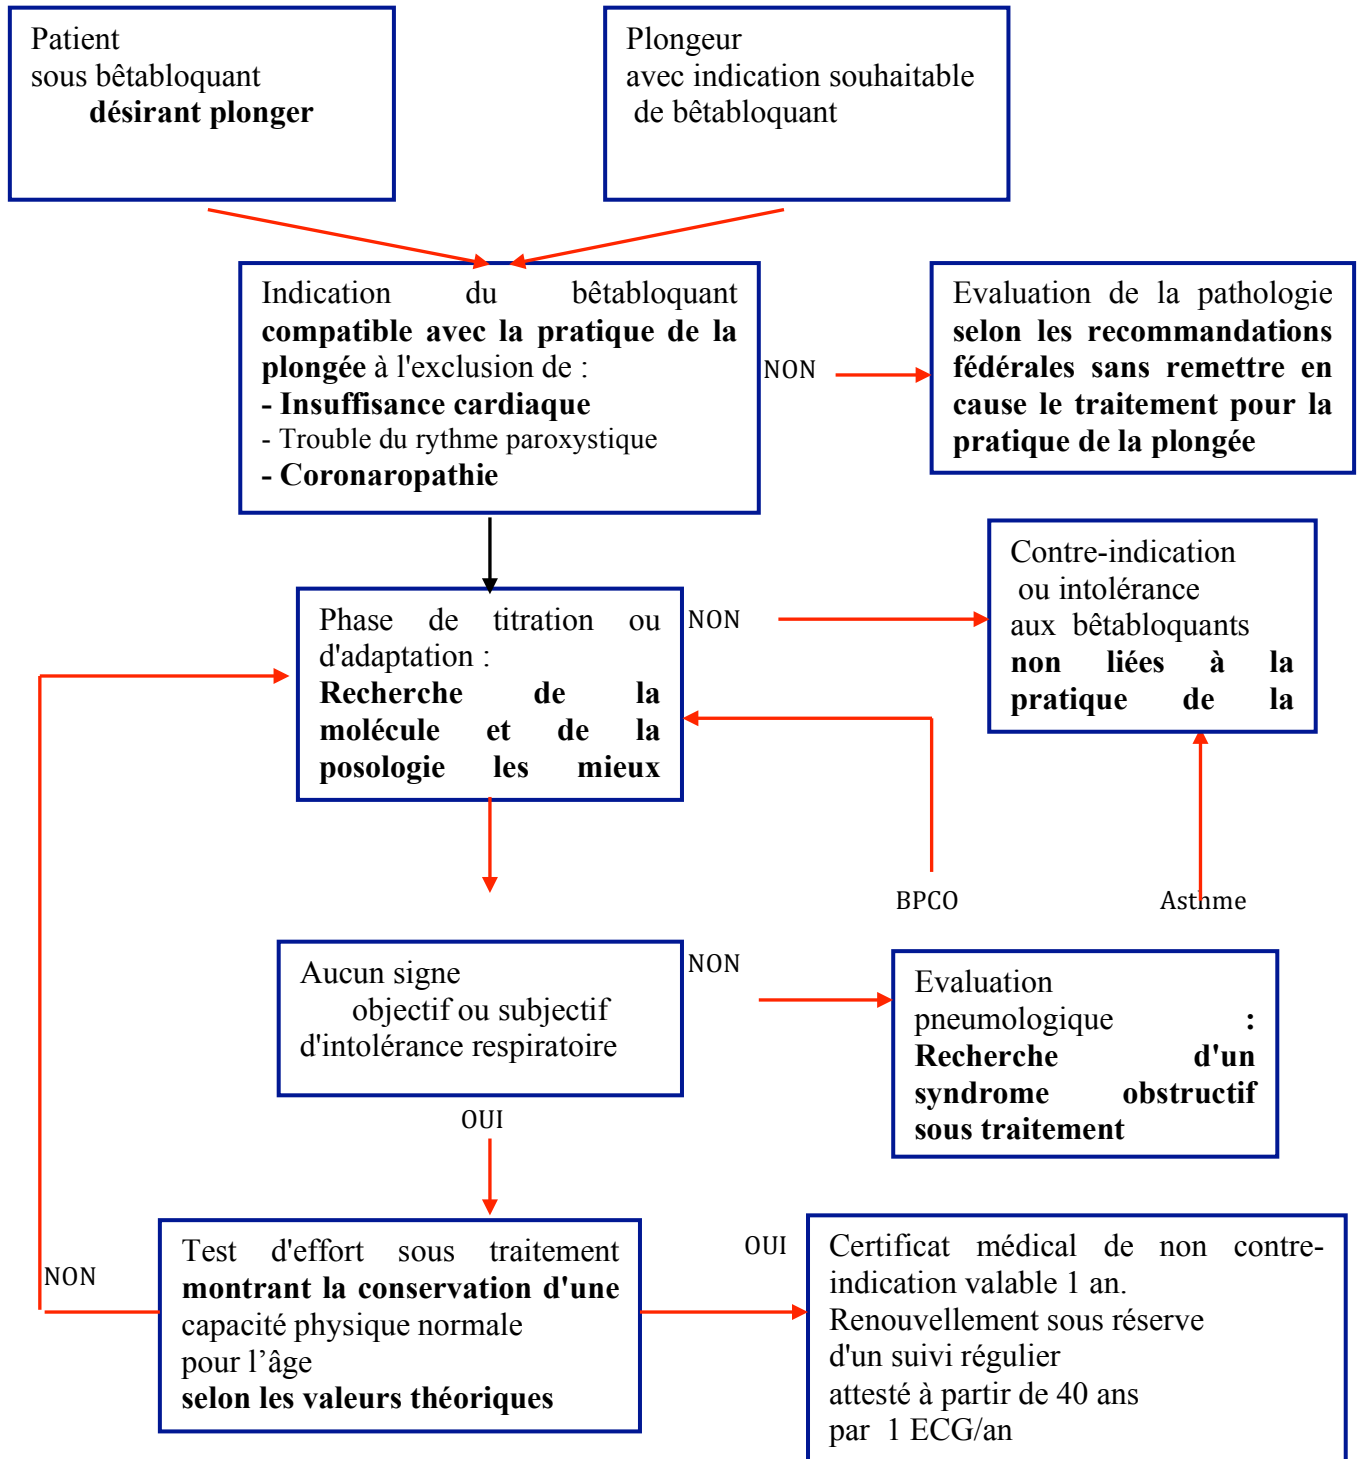 Patient
sous bêtabloquant
désirant plonger
Plongeur
avec indication souhaitable
de bêtabloquant
Indication du bêtabloquant
compatible avec la pratique de la
plongée à l'exclusion de :
- Insuffisance cardiaque
- Trouble du rythme paroxystique
- Coronaropathie
NON
Evaluation de la pathologie
selon les recommandations
fédérales sans remettre en
cause le traitement pour la
pratique de la plongée
Phase de titration ou
d'adaptation :
Recherche de la
molécule et de la
posologie les mieux
NON
Contre-indication
ou intolérance
aux bêtabloquants
non liées à la
pratique de la
BPCO
Asthme
Aucun signe
objectif ou subjectif
d'intolérance respiratoire
NON
Evaluation
pneumologique :
Recherche d'un
syndrome obstructif
sous traitement
OUI
NON
Test d'effort sous traitement
montrant la conservation d'une
capacité physique normale
pour l’âge
selon les valeurs théoriques
OUI
Certificat médical de non contre-
indication valable 1 an.
Renouvellement sous réserve
d'un suivi régulier
attesté à partir de 40 ans
par 1 ECG/an